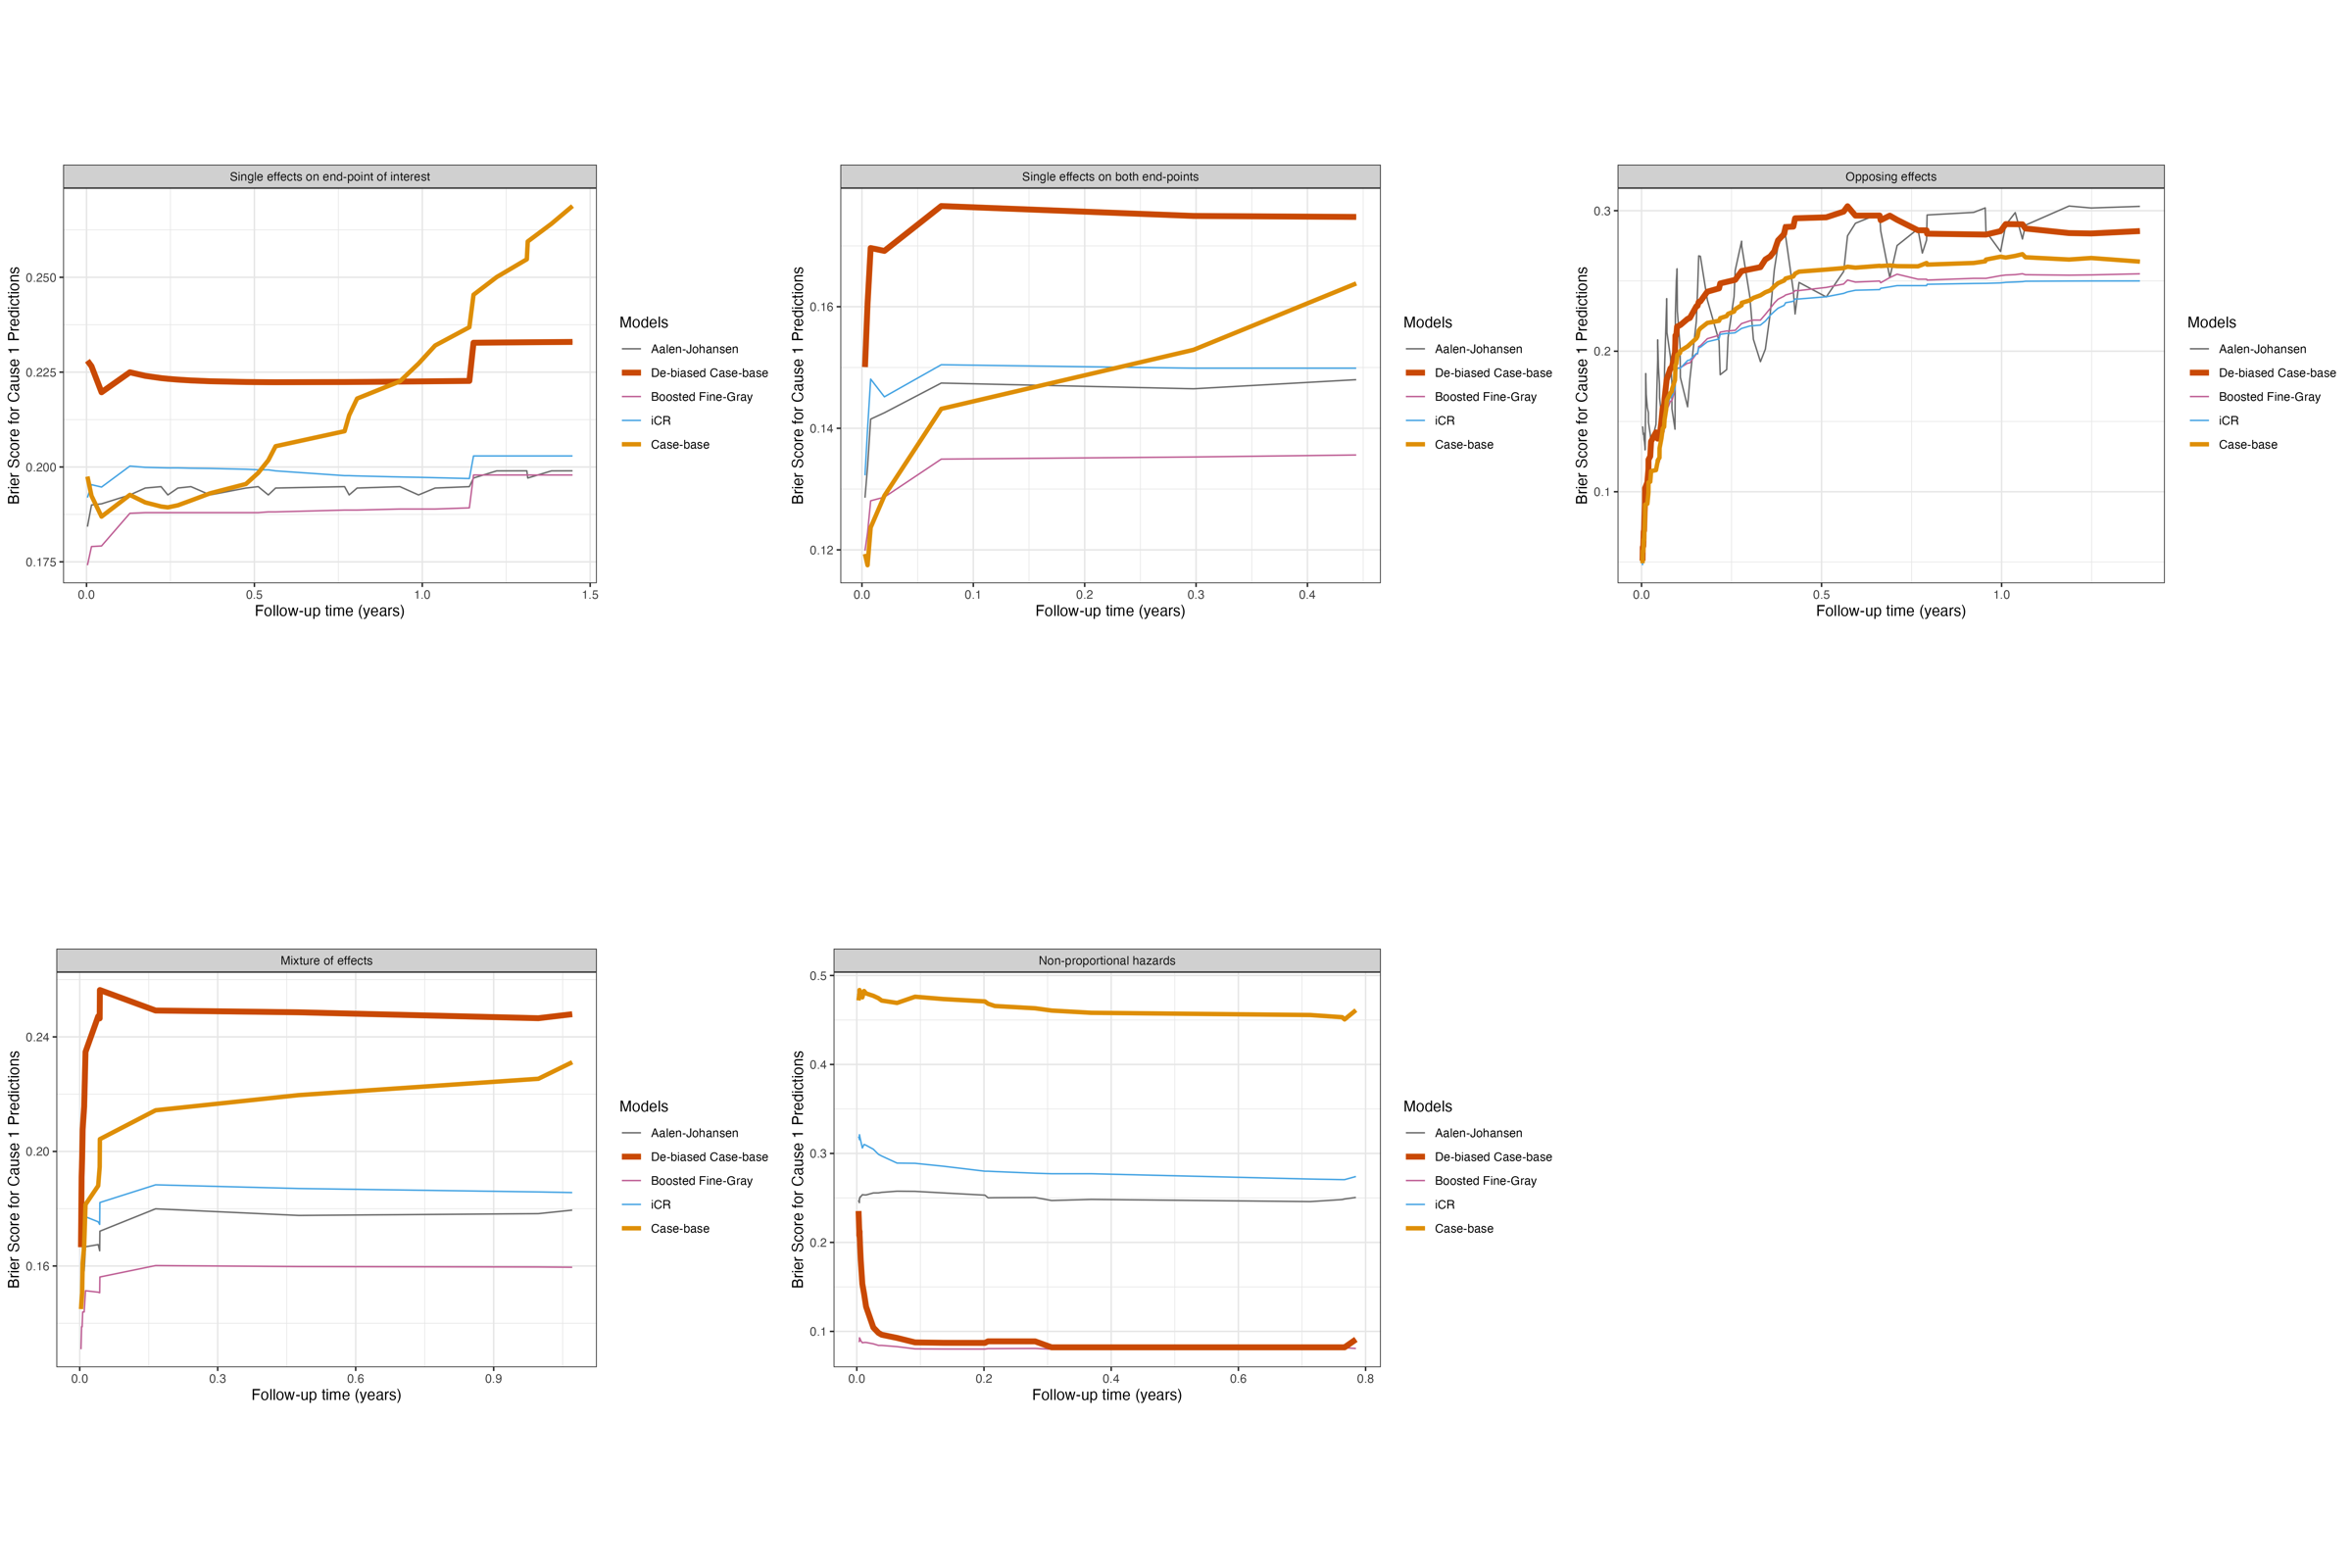 Single effects on end-point of interest
Brier Score for Cause 1 Predictions
0.250
0.225
0.200
0.175
0.0 0.5 1.0 1.5
Follow-up time (years)
Models
Aalen-Johansen
De-biased Case-base
Boosted Fine-Gray
iCR
Case-base
Single effects on both end-points
Brier Score for Cause 1 Predictions
0.16
0.14
0.12
0.0 0.1 0.2 0.3 0.4
Follow-up time (years)
Models
Aalen-Johansen
De-biased Case-base
Boosted Fine-Gray
iCR
Case-base
Opposing effects
Brier Score for Cause 1 Predictions
0.3
0.2
0.1
0.0 0.5 1.0
Follow-up time (years)
Models
Aalen-Johansen
De-biased Case-base
Boosted Fine-Gray
iCR
Case-base
Mixture of effects
Brier Score for Cause 1 Predictions
0.24
0.20
0.16
0.0 0.3 0.6 0.9
Follow-up time (years)
Models
Aalen-Johansen
De-biased Case-base
Boosted Fine-Gray
iCR
Case-base
Non-proportional hazards
Brier Score for Cause 1 Predictions
0.5
0.4
0.3
0.2
0.1
0.0 0.2 0.4 0.6 0.8
Follow-up time (years)
Models
Aalen-Johansen
De-biased Case-base
Boosted Fine-Gray
iCR
Case-base